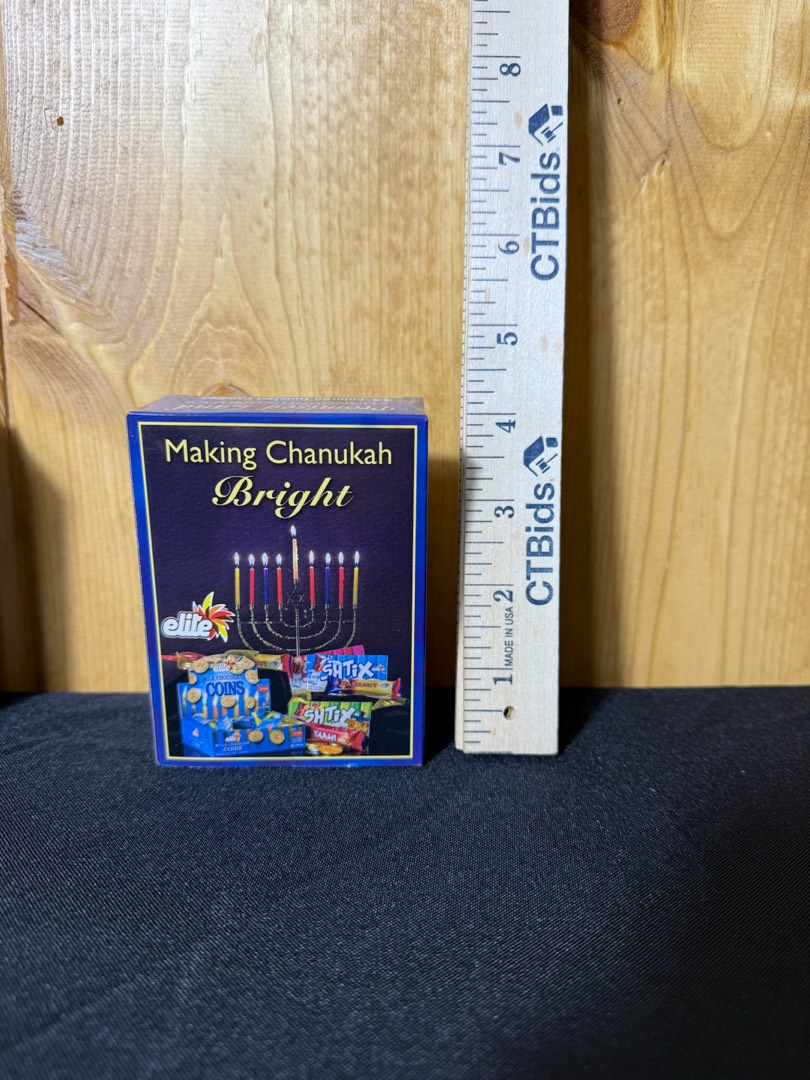 Making Chanukah
Bright
elite
COINS
SHTIX
SHTIX
TAAMI
COINS
8
7
6
5
4
3
2
1
MADE IN USA
CTBids
CTBids